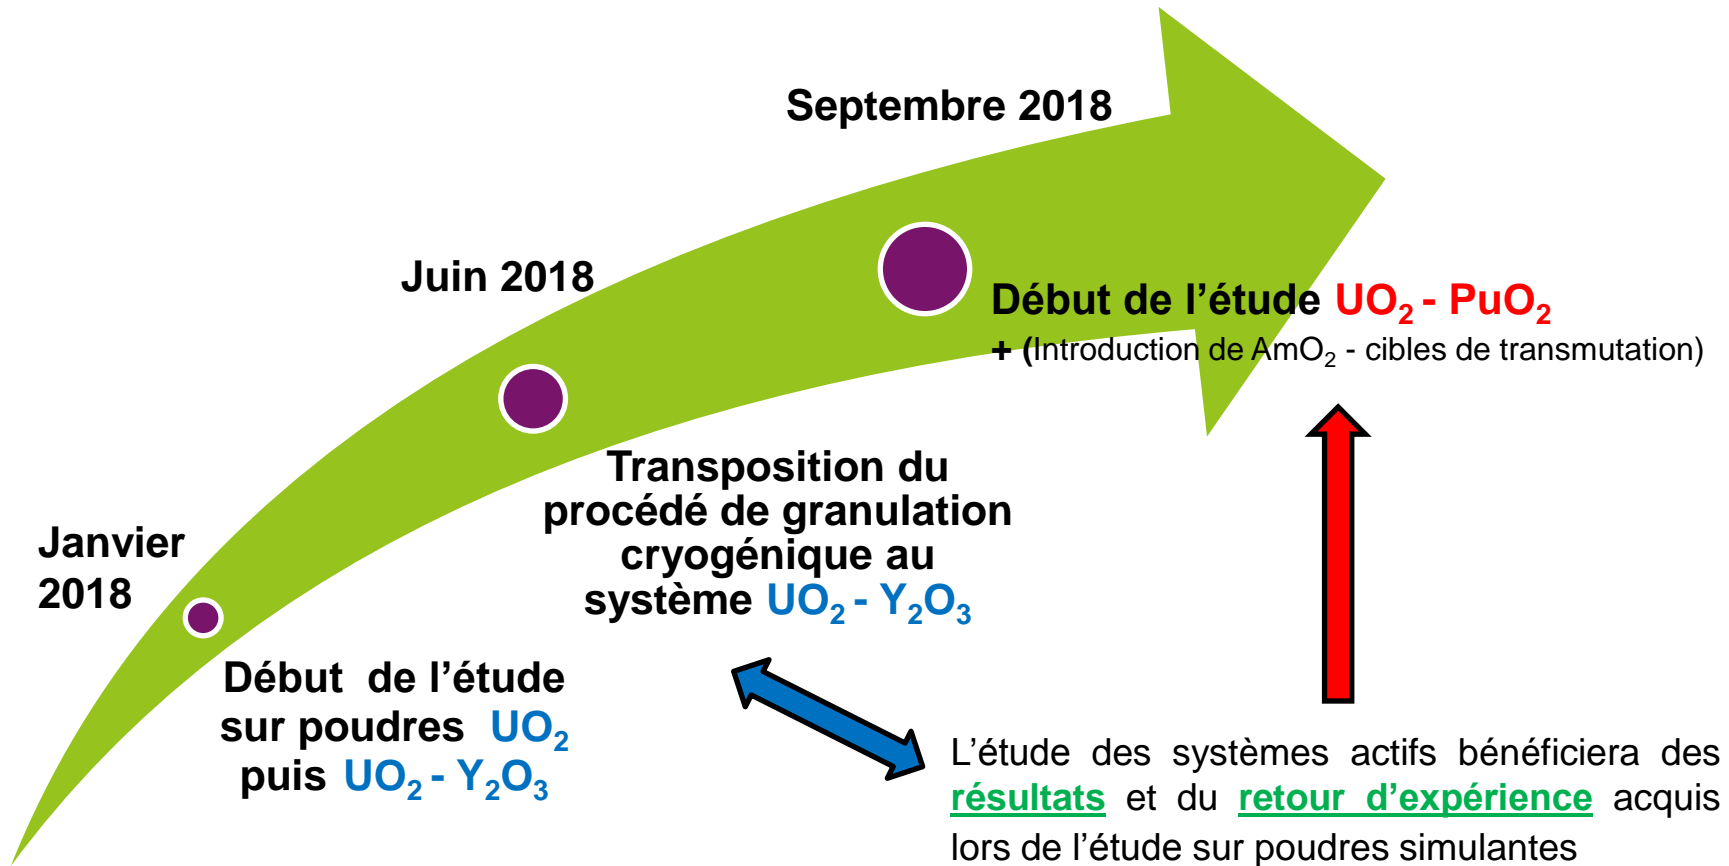 Septembre 2018
Juin 2018
Début de l’étude UO₂ - PuO₂
+ (Introduction de AmO₂ - cibles de transmutation)
Transposition du
procédé de granulation
cryogénique au
système UO₂ - Y₂O₃
Janvier
2018
Début de l’étude
sur poudres UO₂
puis UO₂ - Y₂O₃
L’étude des systèmes actifs bénéficiera des
résultats et du retour d’expérience acquis
lors de l’étude sur poudres simulantes